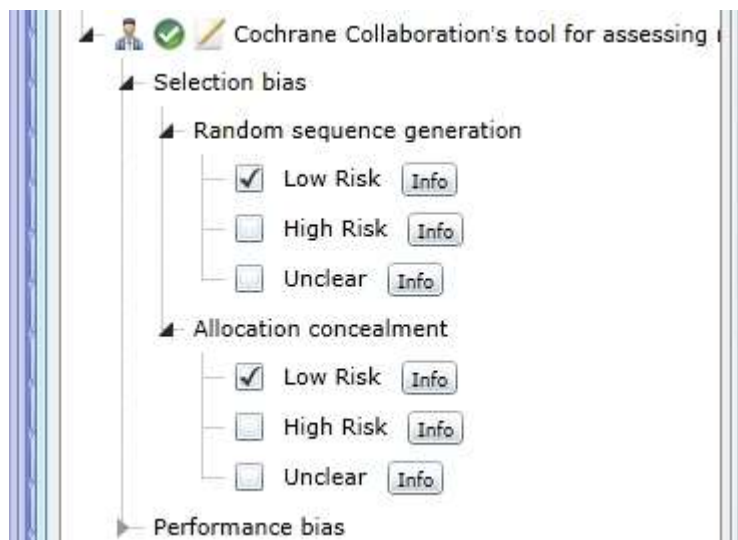 Cochrane Collaboration's tool for assessing
Selection bias
Random sequence generation
Low Risk Info
High Risk Info
Unclear Info
Allocation concealment
Low Risk Info
High Risk Info
Unclear Info
Performance bias